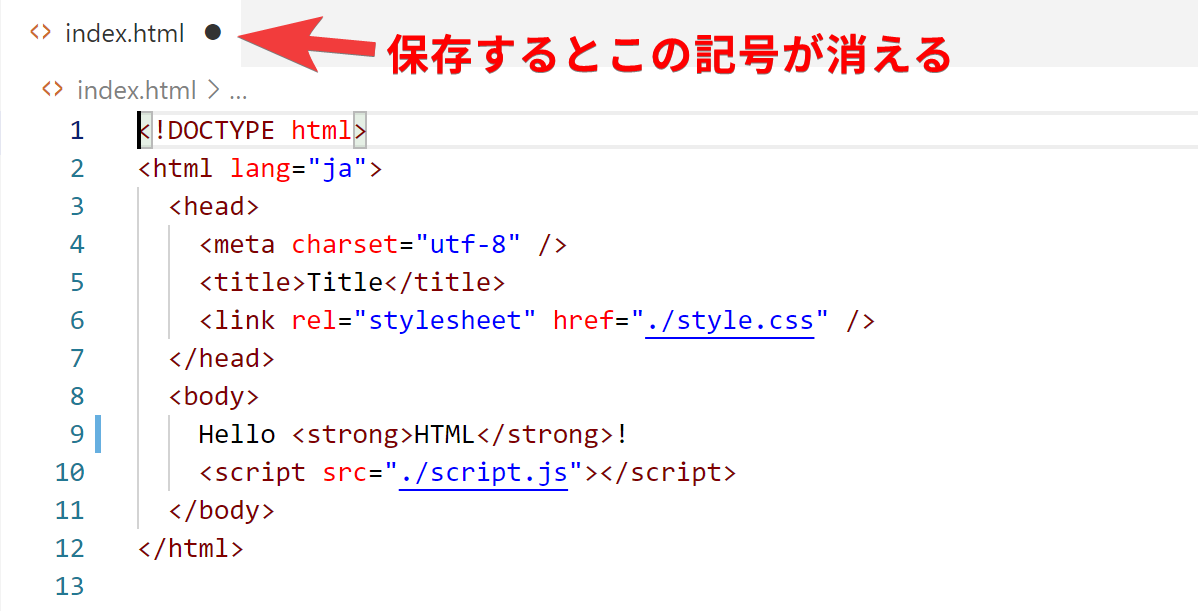 index.html ●
保存するとこの記号が消える
index.html > ...
1 <!DOCTYPE html>
2 <html lang="ja">
3   <head>
4     <meta charset="utf-8" />
5     <title>Title</title>
6     <link rel="stylesheet" href="./style.css" />
7   </head>
8   <body>
9     Hello <strong>HTML</strong>!
10     <script src="./script.js"></script>
11   </body>
12 </html>
13